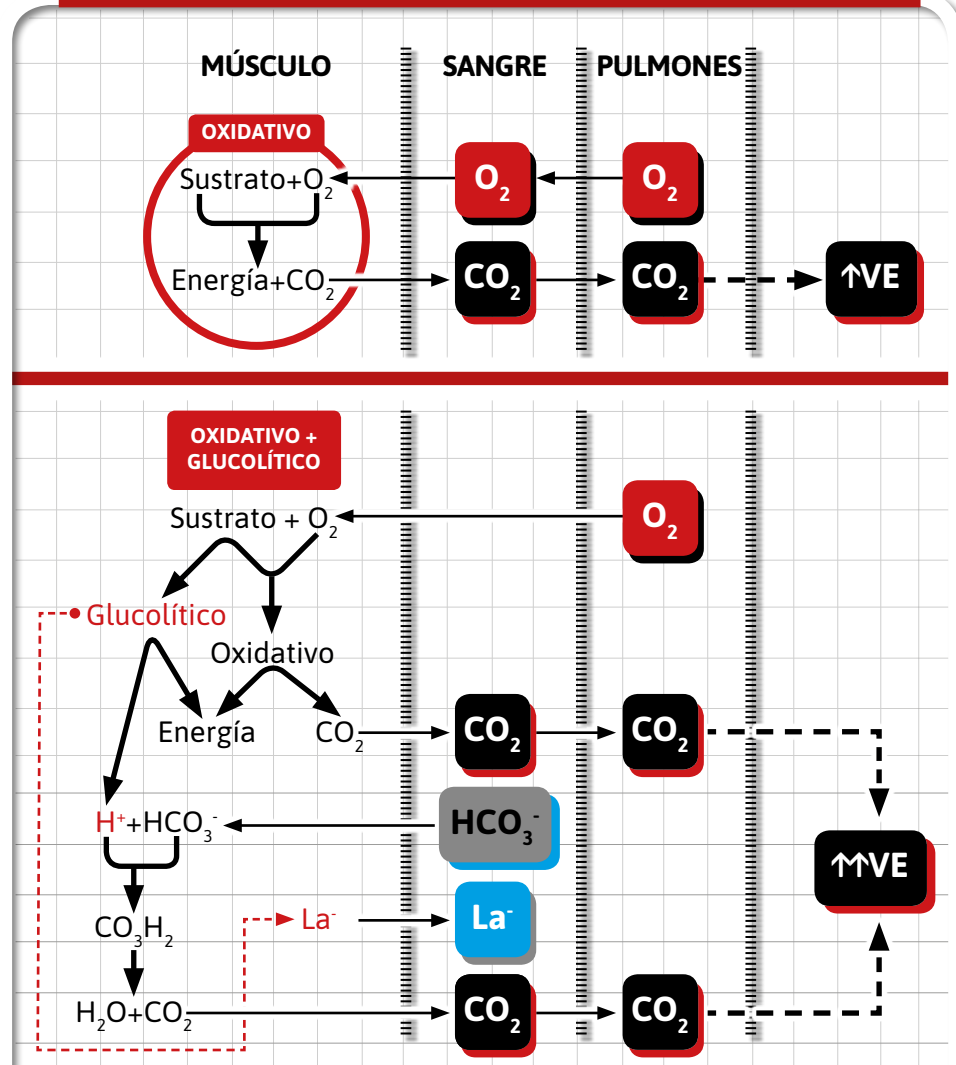 MÚSCULO SANGRE PULMONES
OXIDATIVO
Sustrato+O₂ O₂ O₂
Energía+CO₂ CO₂ CO₂ ↑VE
OXIDATIVO +
GLUCOLÍTICO
Sustrato + O₂ O₂
Glucolítico
Oxidativo
Energía CO₂ CO₂ CO₂
H⁺+HCO₃⁻ HCO₃⁻
↑↑VE
CO₃H₂ La⁻ La⁻
H₂O+CO₂ CO₂ CO₂